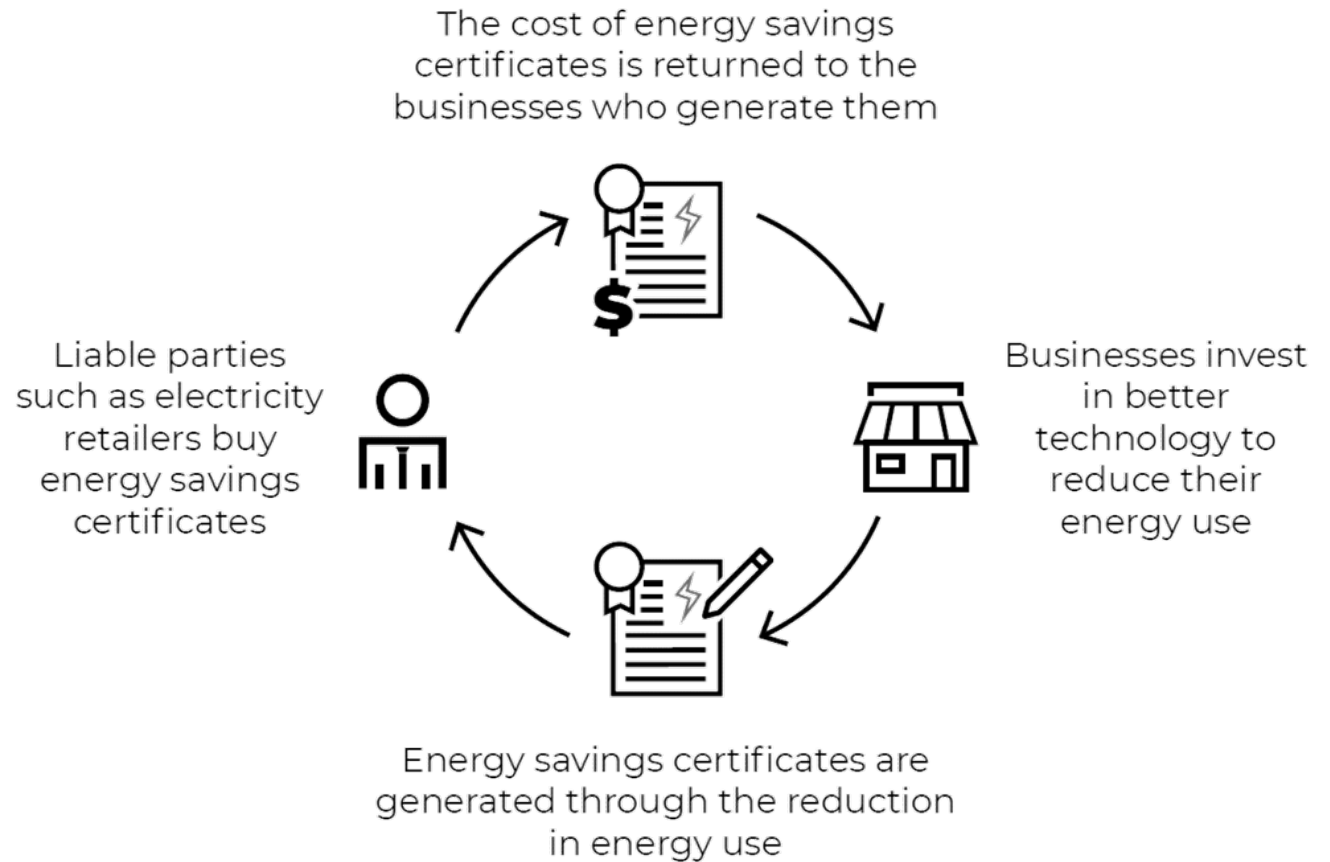 The cost of energy savings
certificates is returned to the
businesses who generate them
$
Liable parties
such as electricity
retailers buy
energy savings
certificates
Businesses invest
in better
technology to
reduce their
energy use
Energy savings certificates are
generated through the reduction
in energy use